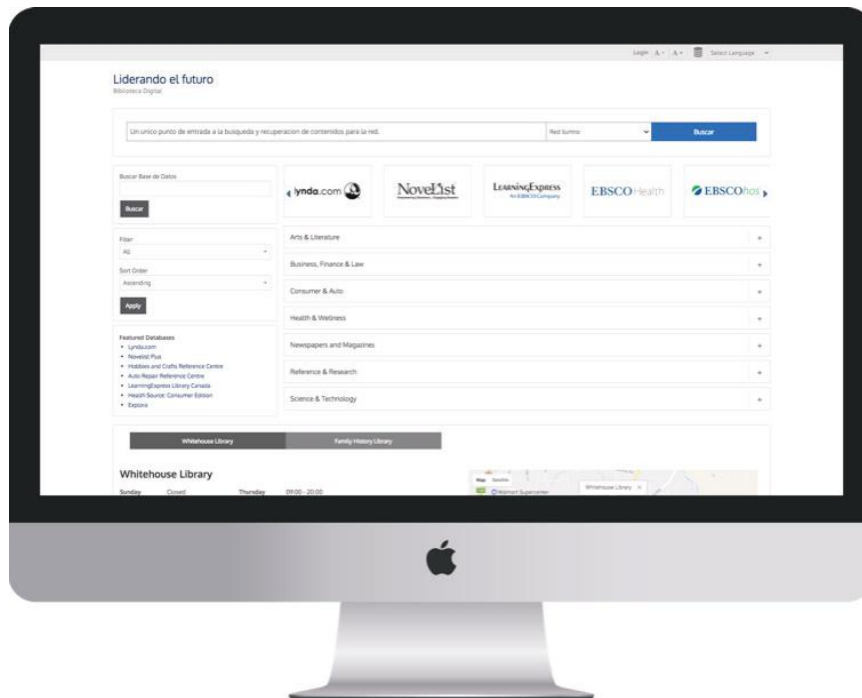 Login A - A + Select Language
Liderando el futuro
Biblioteca Digital
Un unico punto de entrada a la busqueda y recuperacion de contenidos para la red.
Red Ilumno
Buscar
Buscar Base de Datos
Buscar
lynda.com
NoveList
LearningExpress
An EBSCO Company
EBSCO Health
EBSCOhos
Filter
All
Sort Order
Ascending
Apply
Arts & Literature
Business, Finance & Law
Consumer & Auto
Health & Wellness
Newspapers and Magazines
Reference & Research
Science & Technology
Featured Databases
Lynda.com
Novelist Plus
Hobbies and Crafts Reference Centre
Auto Repair Reference Centre
LearningExpress Library Canada
Health Source: Consumer Edition
Explora
Whitehouse Library
Family History Library
Whitehouse Library
Sunday Closed Thursday 09:00 - 20:00
Map Satellite
Walmart Supercenter
Whitehouse Library